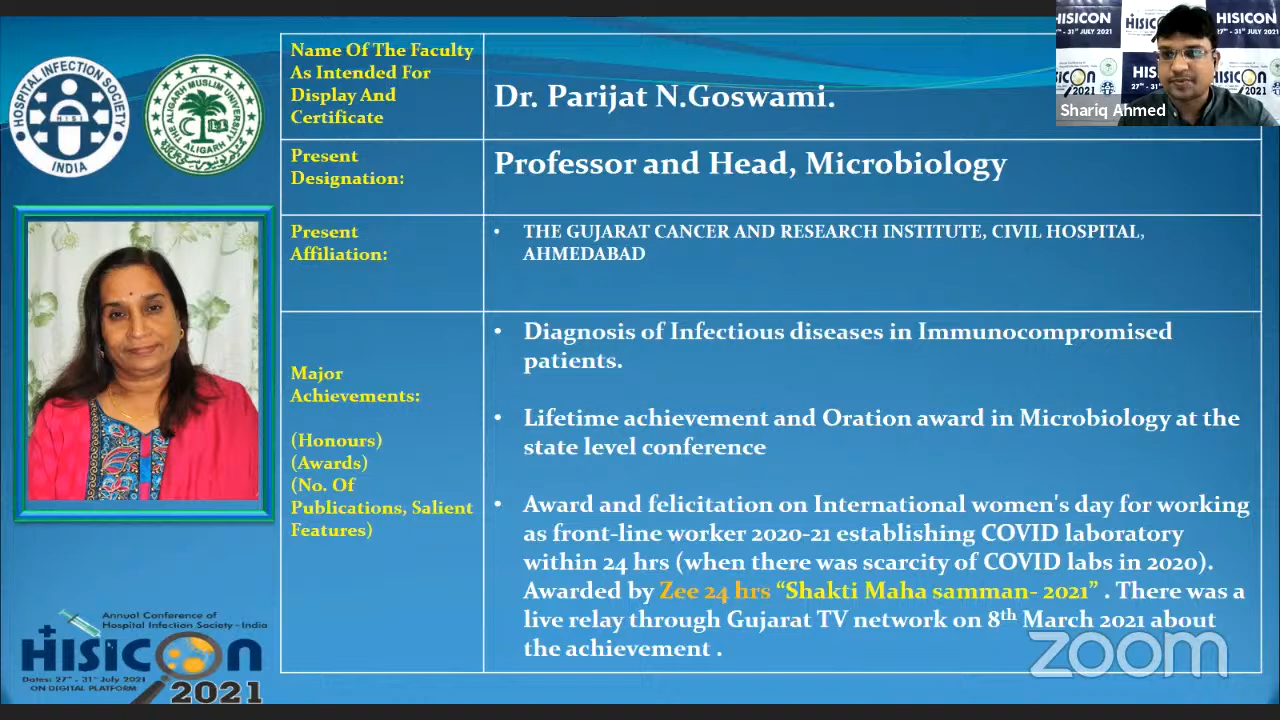 HOSPITAL INFECTION SOCIETY
INDIA
THE ALIGARH MUSLIM UNIVERSITY
ALIGARH
Name Of The Faculty
As Intended For
Display And
Certificate
Dr. Parijat N.Goswami.
Present
Designation:
Professor and Head, Microbiology
Present
Affiliation:
• THE GUJARAT CANCER AND RESEARCH INSTITUTE, CIVIL HOSPITAL,
AHMEDABAD
Major
Achievements:
(Honours)
(Awards)
(No. Of
Publications, Salient
Features)
• Diagnosis of Infectious diseases in Immunocompromised
patients.
• Lifetime achievement and Oration award in Microbiology at the
state level conference
• Award and felicitation on International women's day for working
as front-line worker 2020-21 establishing COVID laboratory
within 24 hrs (when there was scarcity of COVID labs in 2020).
Awarded by Zee 24 hrs “Shakti Maha samman- 2021” . There was a
live relay through Gujarat TV network on 8th March 2021 about
the achievement .
Annual Conference of
Hospital Infection Society -India
HISICON
Dates: 27th - 31st July 2021
ON DIGITAL PLATFORM
2021
HISICON
27th - 31st JULY 2021
HISICON
27th - 31st JULY 2021
2021
Shariq Ahmed
zoom